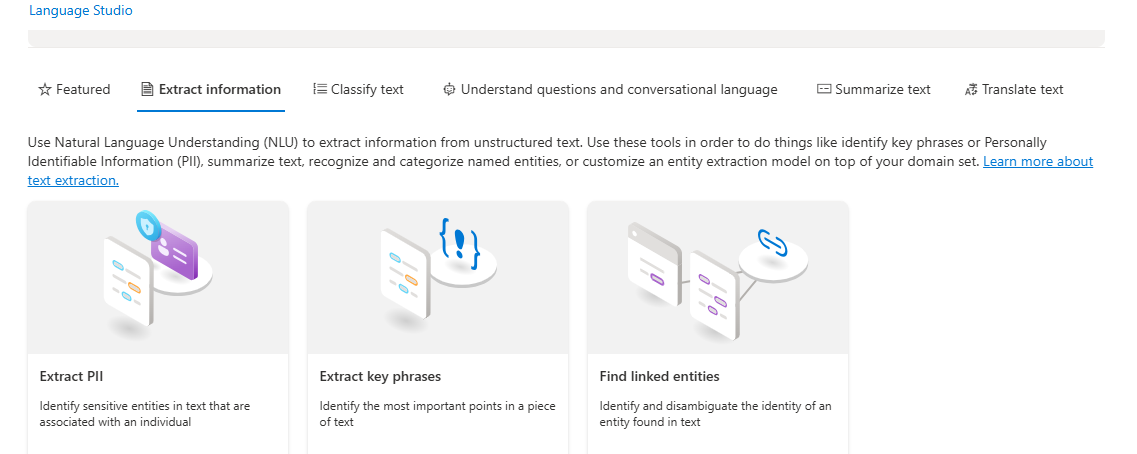 Language Studio
Featured
Extract information
Classify text
Understand questions and conversational language
Summarize text
Translate text
Use Natural Language Understanding (NLU) to extract information from unstructured text. Use these tools in order to do things like identify key phrases or Personally
Identifiable Information (PII), summarize text, recognize and categorize named entities, or customize an entity extraction model on top of your domain set. Learn more about
text extraction.
Extract PII
Identify sensitive entities in text that are
associated with an individual
Extract key phrases
Identify the most important points in a piece
of text
Find linked entities
Identify and disambiguate the identity of an
entity found in text